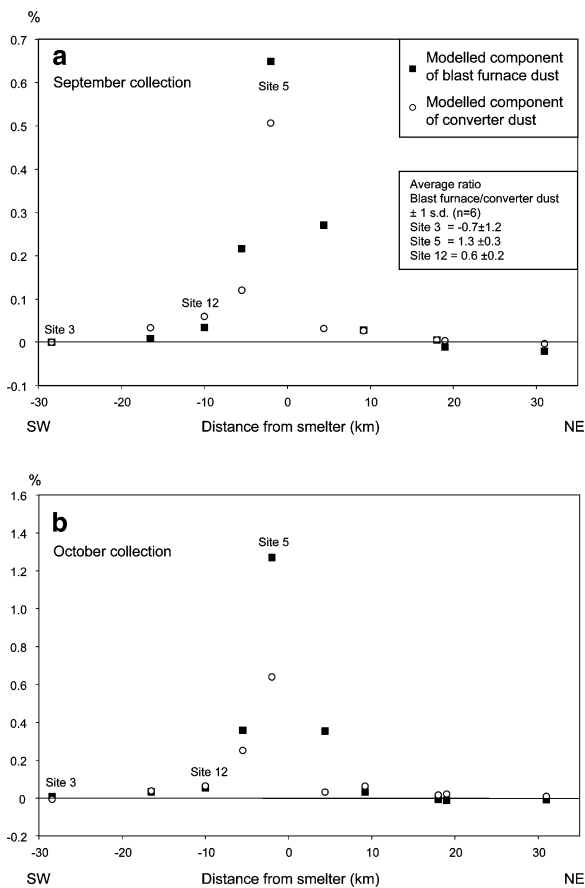 %
0.7
0.6
0.5
0.4
0.3
0.2
0.1
0
-0.1
a
September collection
Modelled component
of blast furnace dust
Modelled component
of converter dust
Site 5
Average ratio
Blast furnace/converter dust
± 1 s.d. (n=6)
Site 3 = -0.7±1.2
Site 5 = 1.3 ±0.3
Site 12 = 0.6 ±0.2
Site 12
Site 3
-30 -20 -10 0 10 20 30
SW Distance from smelter (km) NE
%
1.6
1.4
1.2
1.0
0.8
0.6
0.4
0.2
0
-0.2
b
October collection
Site 5
Site 12
Site 3
-30 -20 -10 0 10 20 30
SW Distance from smelter (km) NE